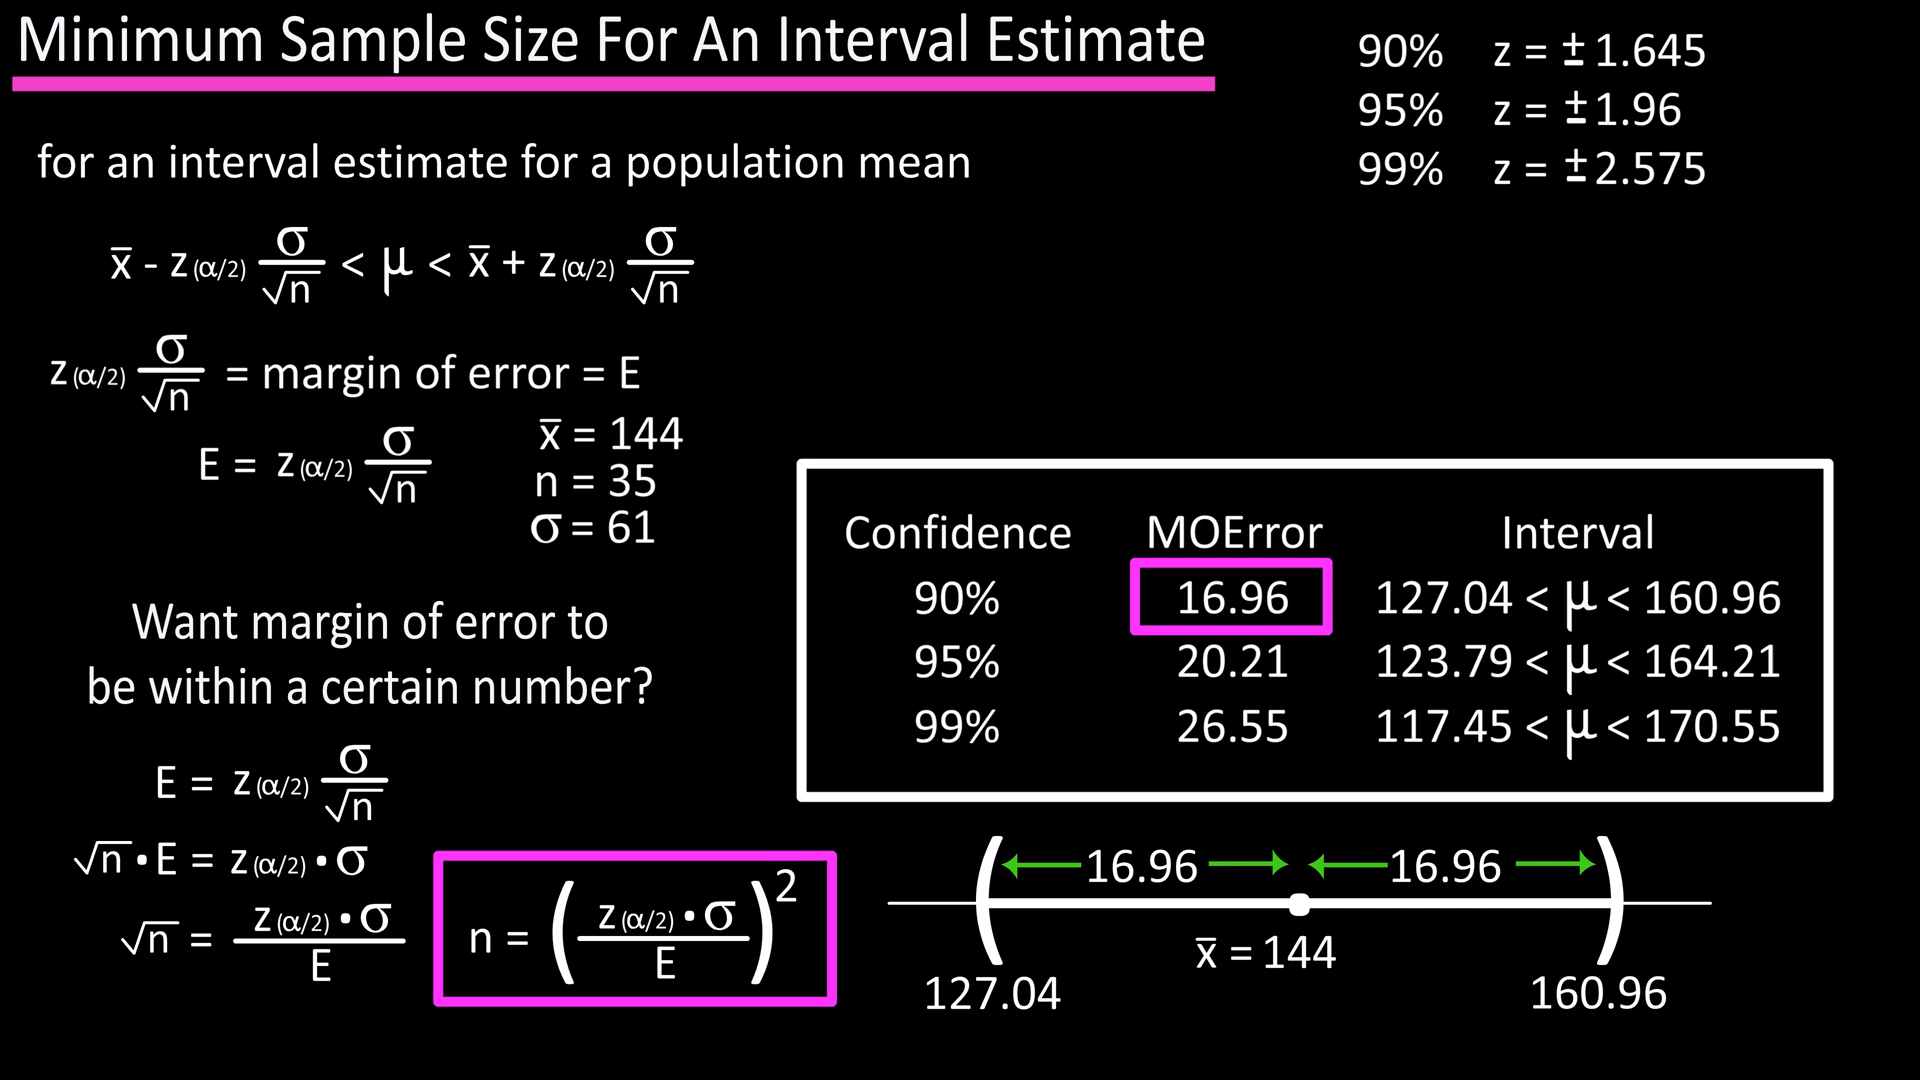 Minimum Sample Size For An Interval Estimate
90% z = ±1.645
95% z = ±1.96
99% z = ±2.575
for an interval estimate for a population mean
x̄ - z(α/2) σ/√n < μ < x̄ + z(α/2) σ/√n
z(α/2) σ/√n = margin of error = E
E = z(α/2) σ/√n
x̄ = 144
n = 35
σ = 61
Want margin of error to
be within a certain number?
E = z(α/2) σ/√n
√n • E = z(α/2) • σ
√n = z(α/2) • σ / E
n = (z(α/2) • σ / E)²
Confidence MOError Interval
90% 16.96 127.04 < μ < 160.96
95% 20.21 123.79 < μ < 164.21
99% 26.55 117.45 < μ < 170.55
16.96 16.96
x̄ = 144
127.04 160.96